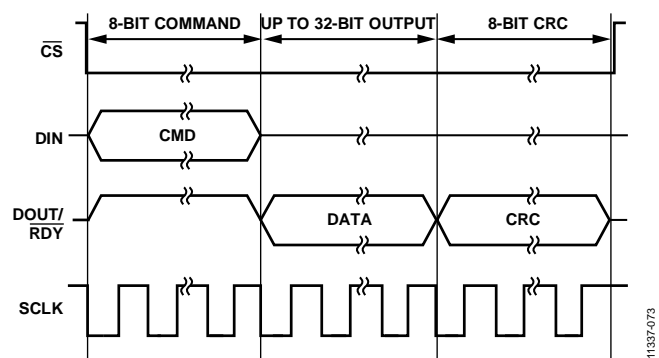 8-BIT COMMAND
UP TO 32-BIT OUTPUT
8-BIT CRC
CS
DIN
CMD
DOUT/
RDY
DATA
CRC
SCLK
11337-073